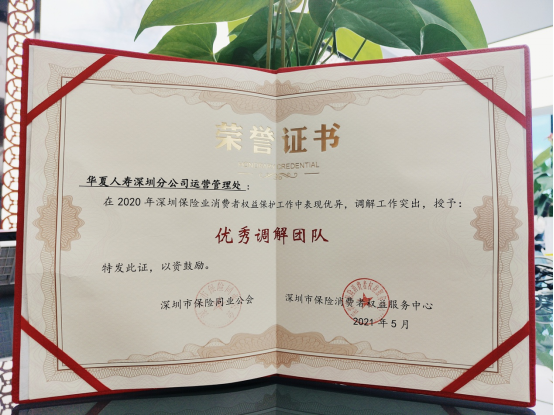 荣誉证书
华夏人寿深圳分公司运营管理处：
在2020年深圳保险业消费者权益保护工作中表现优异，调解工作突出，授予：
优秀调解团队
特发此证，以资鼓励。
深圳市保险同业公会 深圳市保险消费者权益服务中心
2021年5月